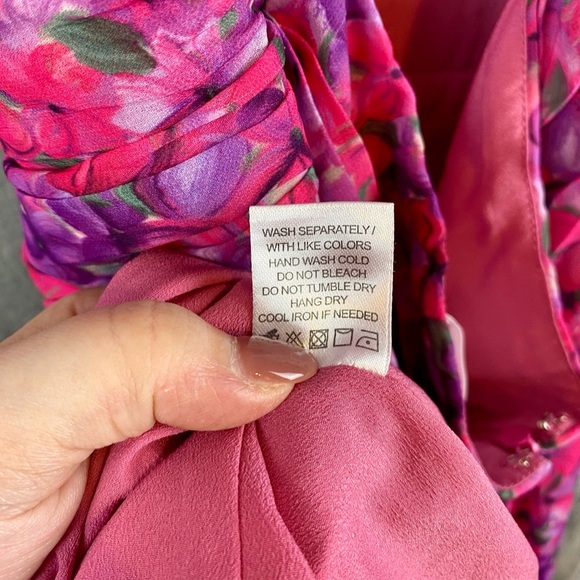 WASH SEPARATELY/
WITH LIKE COLORS
HAND WASH COLD
DO NOT BLEACH
DO NOT TUMBLE DRY
HANG DRY
COOL IRON IF NEEDED